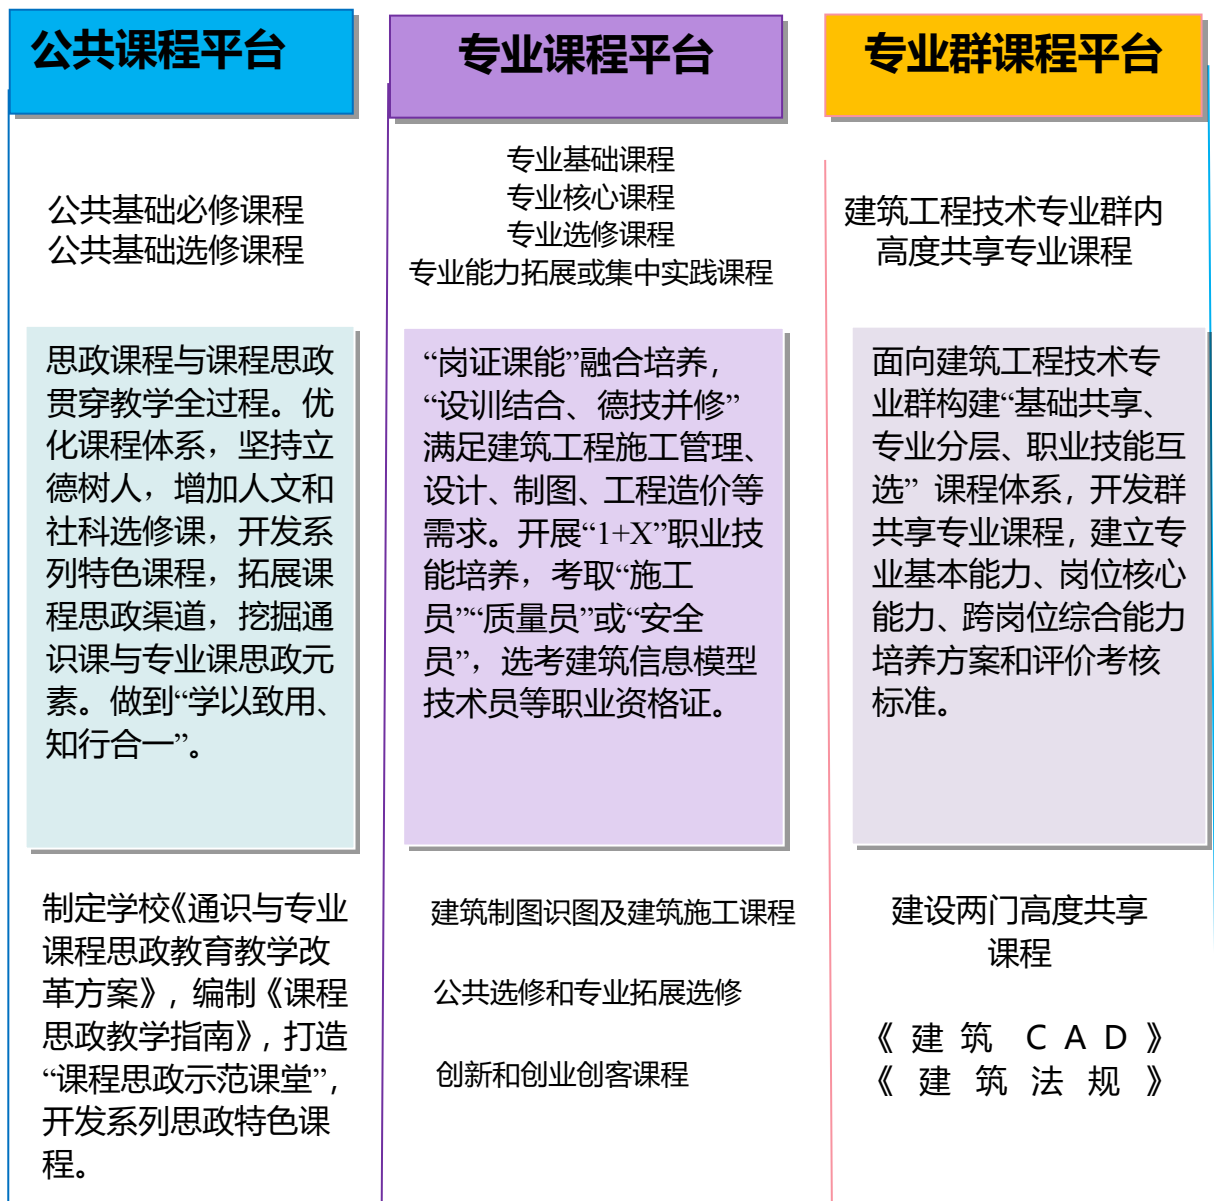 公共课程平台
公共基础必修课程
公共基础选修课程
思政课程与课程思政
贯穿教学全过程。优
化课程体系，坚持立
德树人，增加人文和
社科选修课，开发系
列特色课程，拓展课
程思政渠道，挖掘通
识课与专业课思政元
素。做到“学以致用、
知行合一”。
制定学校《通识与专业
课程思政教育教学改
革方案》，编制《课程
思政教学指南》，打造
“课程思政示范课堂”，
开发系列思政特色课
程。
专业课程平台
专业基础课程
专业核心课程
专业选修课程
专业能力拓展或集中实践课程
“岗证课能”融合培养，
“设训结合、德技并修”
满足建筑工程施工管理、
设计、制图、工程造价等
需求。开展“1+X”职业技
能培养，考取“施工
员”“质量员”或“安全
员”，选考建筑信息模型
技术员等职业资格证。
建筑制图识图及建筑施工课程
公共选修和专业拓展选修
创新和创业创客课程
专业群课程平台
建筑工程技术专业群内
高度共享专业课程
面向建筑工程技术专
业群构建“基础共享、
专业分层、职业技能互
选” 课程体系，开发群
共享专业课程，建立专
业基本能力、岗位核心
能力、跨岗位综合能力
培养方案和评价考核
标准。
建设两门高度共享
课程
《建筑 CAD》
《建筑法规》